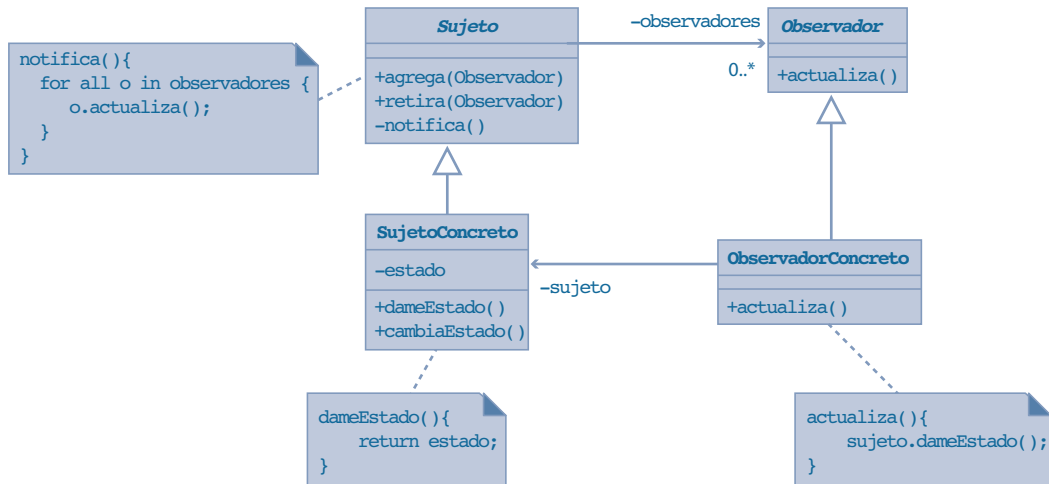 Sujeto
+agrega(Observador)
+retira(Observador)
-notifica()
-observadores
0..*
Observador
+actualiza()
notifica(){
for all o in observadores {
o.actualiza();
}
}
SujetoConcreto
-estado
+dameEstado()
+cambiaEstado()
-sujeto
ObservadorConcreto
+actualiza()
dameEstado(){
return estado;
}
actualiza(){
sujeto.dameEstado();
}